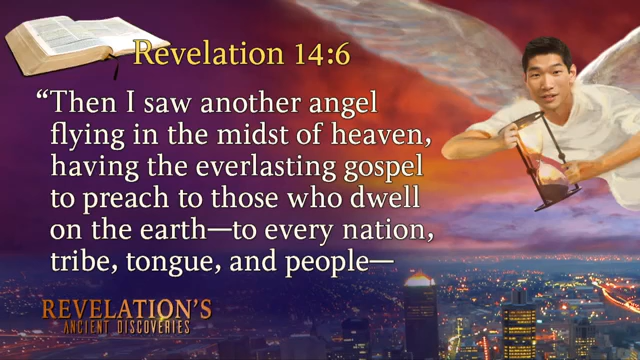 Revelation 14:6
“Then I saw another angel
flying in the midst of heaven,
having the everlasting gospel
to preach to those who dwell
on the earth—to every nation,
tribe, tongue, and people—
REVELATION'S
ANCIENT DISCOVERIES